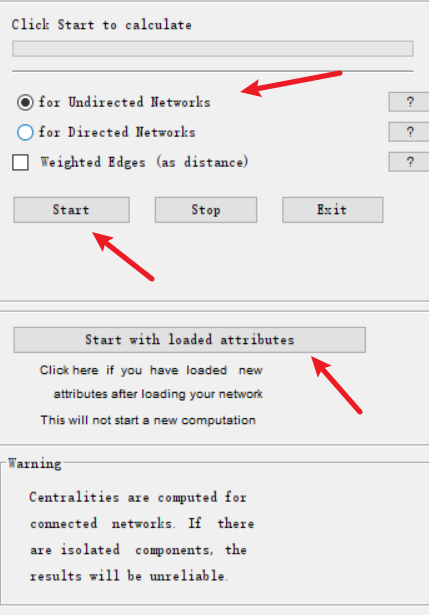 Click Start to calculate
for Undirected Networks
?
for Directed Networks
?
Weighted Edges (as distance)
?
Start
Stop
Exit
Start with loaded attributes
Click here if you have loaded new
attributes after loading your network
This will not start a new computation
Warning
Centralities are computed for
connected networks. If there
are isolated components, the
results will be unreliable.